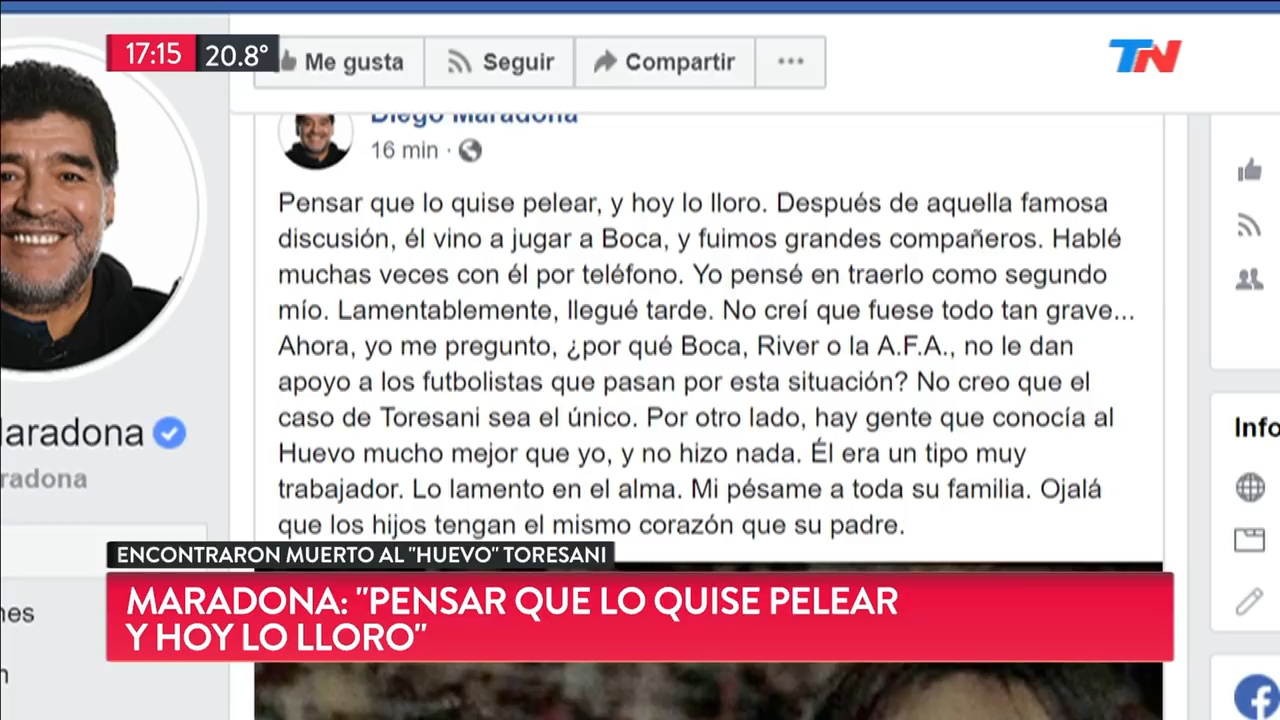 17:15 20.8°
Me gusta
Seguir
Compartir
TN
Diego Maradona
16 min
Pensar que lo quise pelear, y hoy lo lloro. Después de aquella famosa
discusión, él vino a jugar a Boca, y fuimos grandes compañeros. Hablé
muchas veces con él por teléfono. Yo pensé en traerlo como segundo
mío. Lamentablemente, llegué tarde. No creí que fuese todo tan grave...
Ahora, yo me pregunto, ¿por qué Boca, River o la A.F.A., no le dan
apoyo a los futbolistas que pasan por esta situación? No creo que el
caso de Toresani sea el único. Por otro lado, hay gente que conocía al
Huevo mucho mejor que yo, y no hizo nada. Él era un tipo muy
trabajador. Lo lamento en el alma. Mi pésame a toda su familia. Ojalá
que los hijos tengan el mismo corazón que su padre.
aradona
radona
Info
nes
ENCONTRARON MUERTO AL "HUEVO" TORESANI
MARADONA: "PENSAR QUE LO QUISE PELEAR
Y HOY LO LLORO"